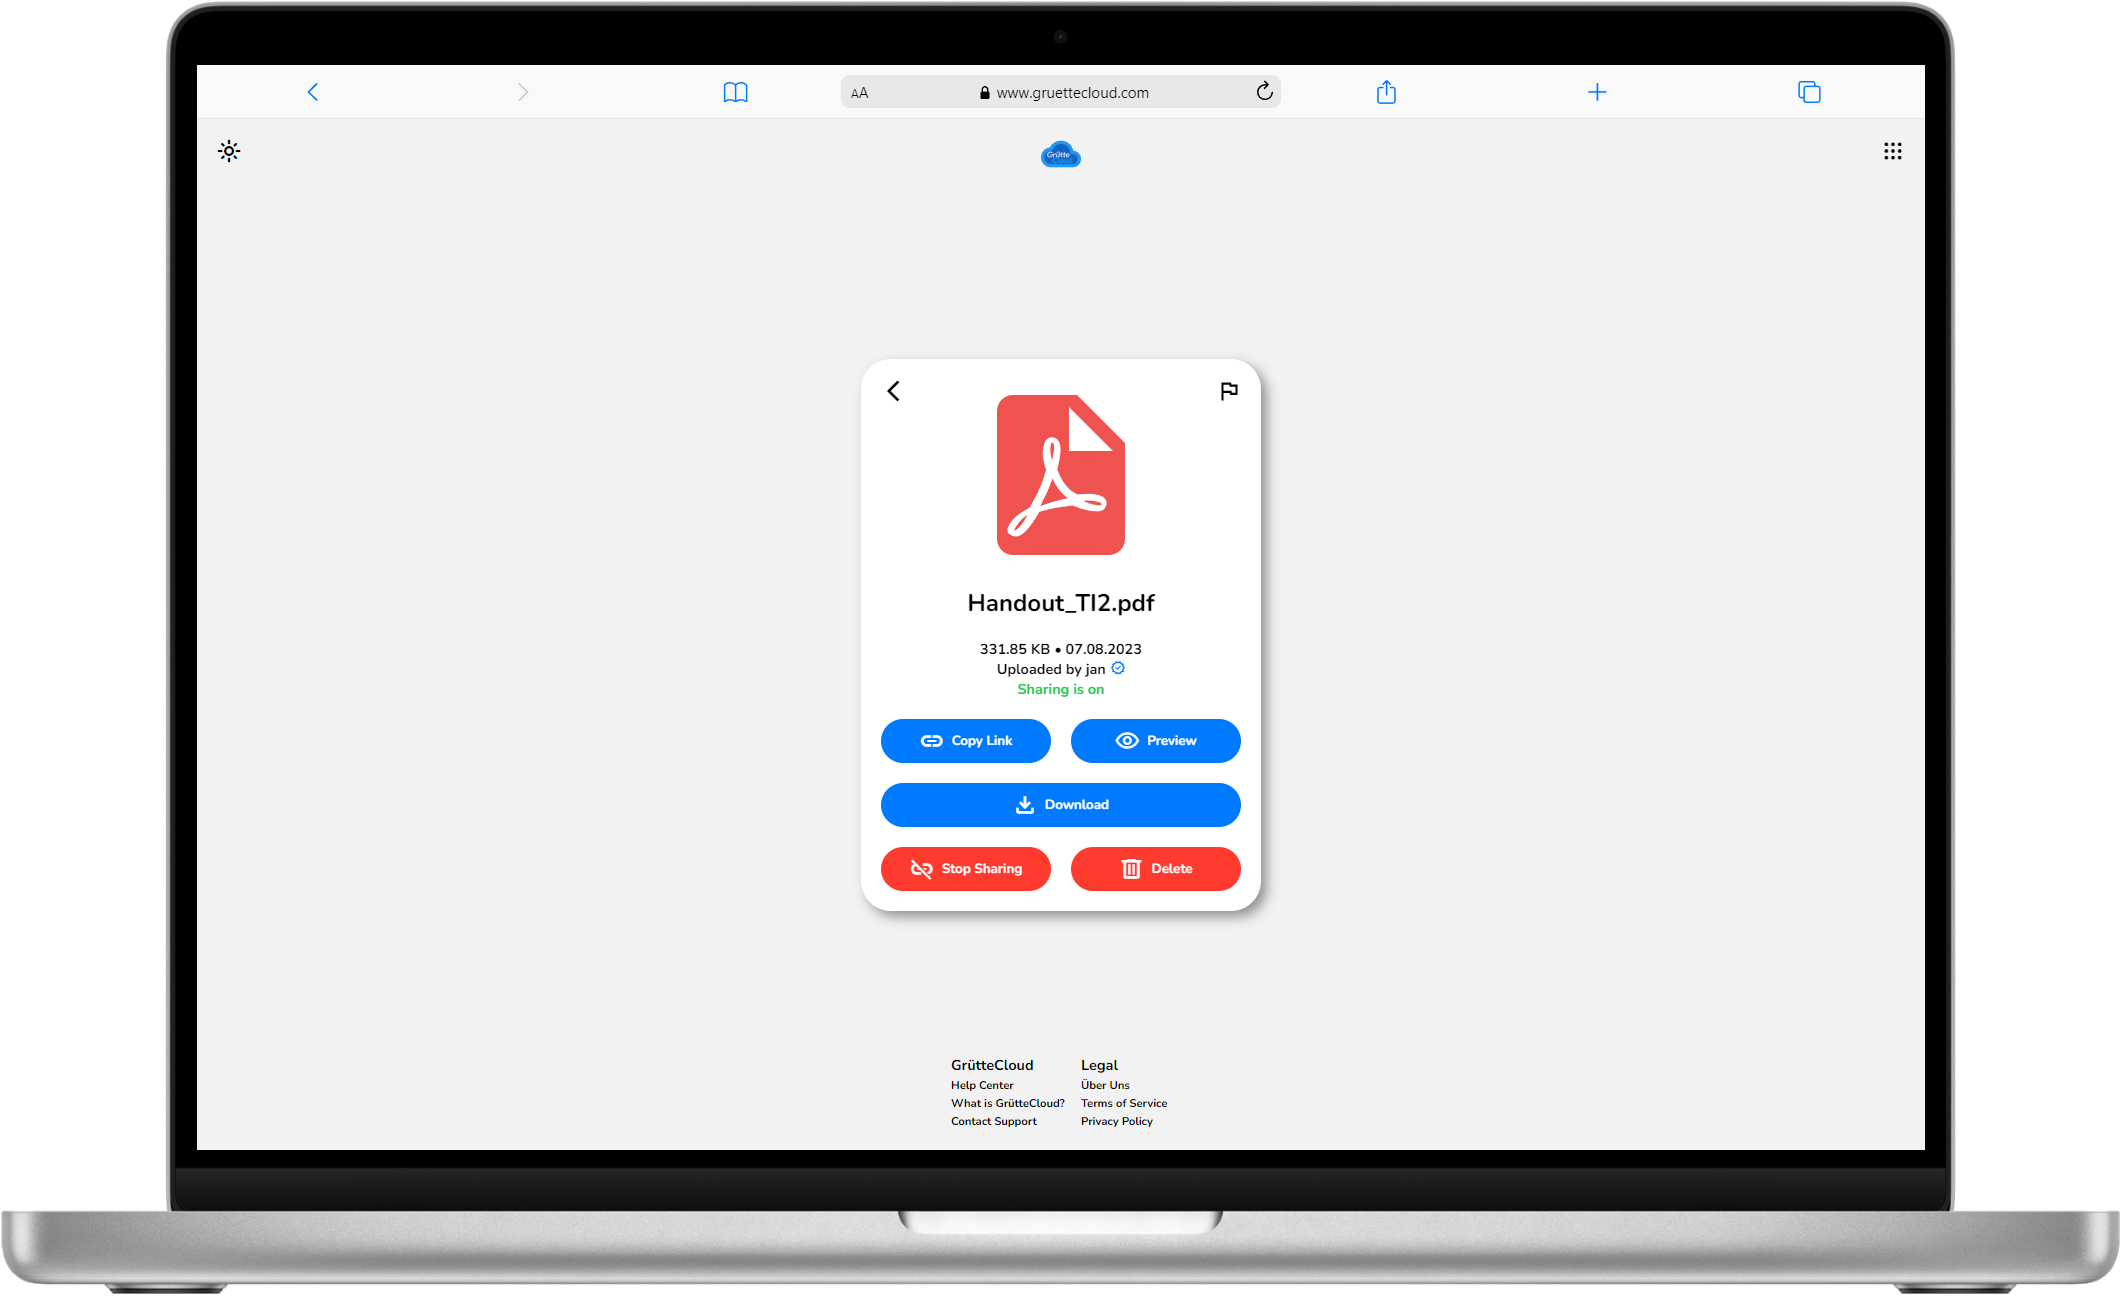 AA www.gruettecloud.com
Grütte
Cloud
Handout_TI2.pdf
331.85 KB • 07.08.2023
Uploaded by jan
Sharing is on
Copy Link
Preview
Download
Stop Sharing
Delete
GrütteCloud
Help Center
What is GrütteCloud?
Contact Support
Legal
Über Uns
Terms of Service
Privacy Policy